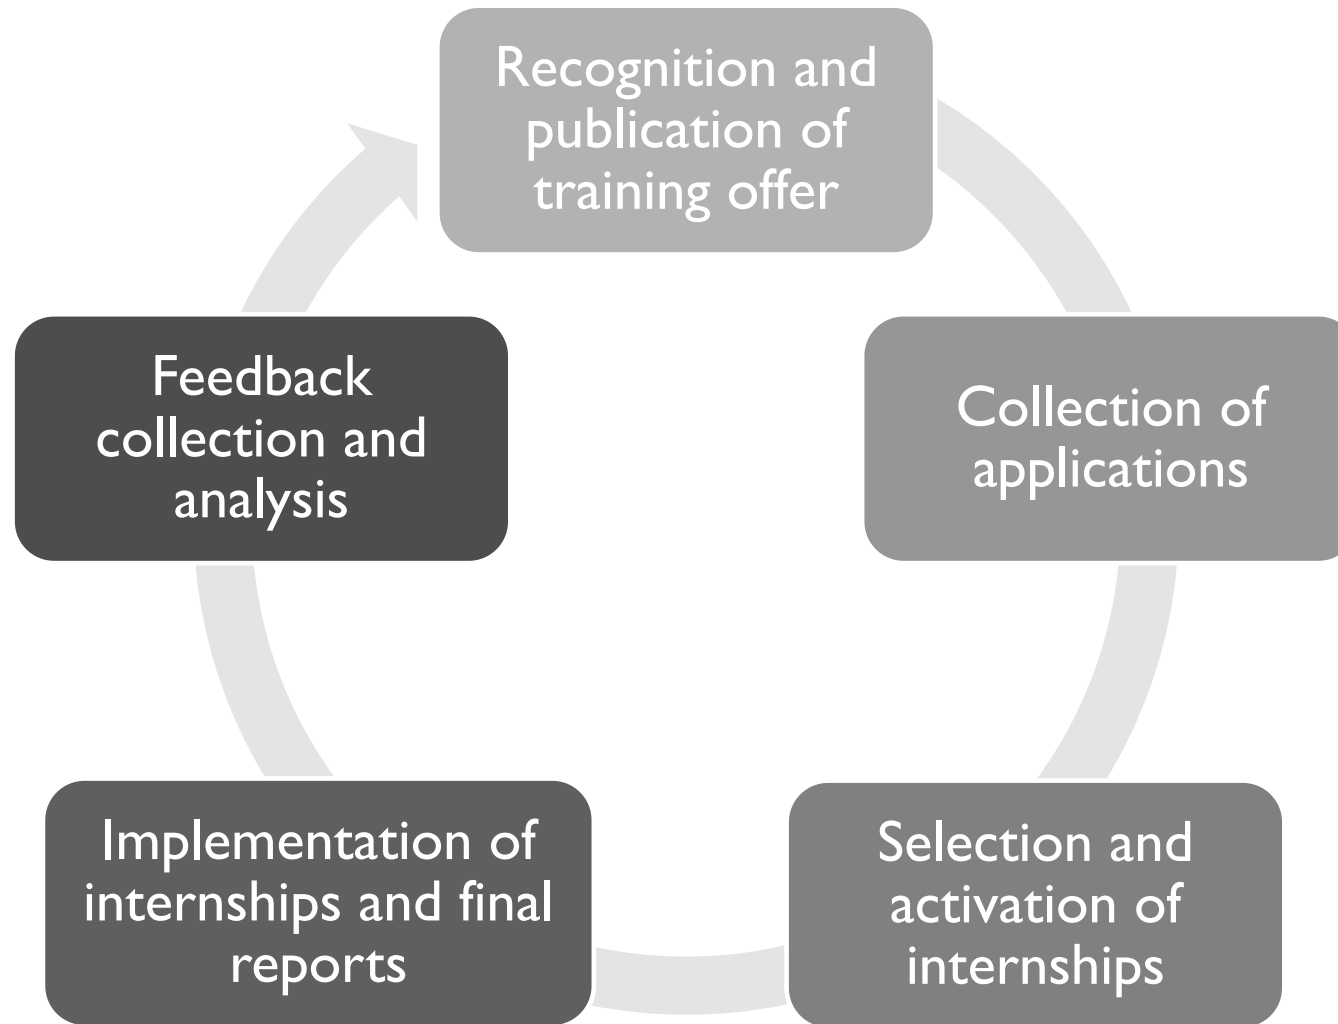 Recognition and
publication of
training offer
Collection of
applications
Selection and
activation of
internships
Implementation of
internships and final
reports
Feedback
collection and
analysis